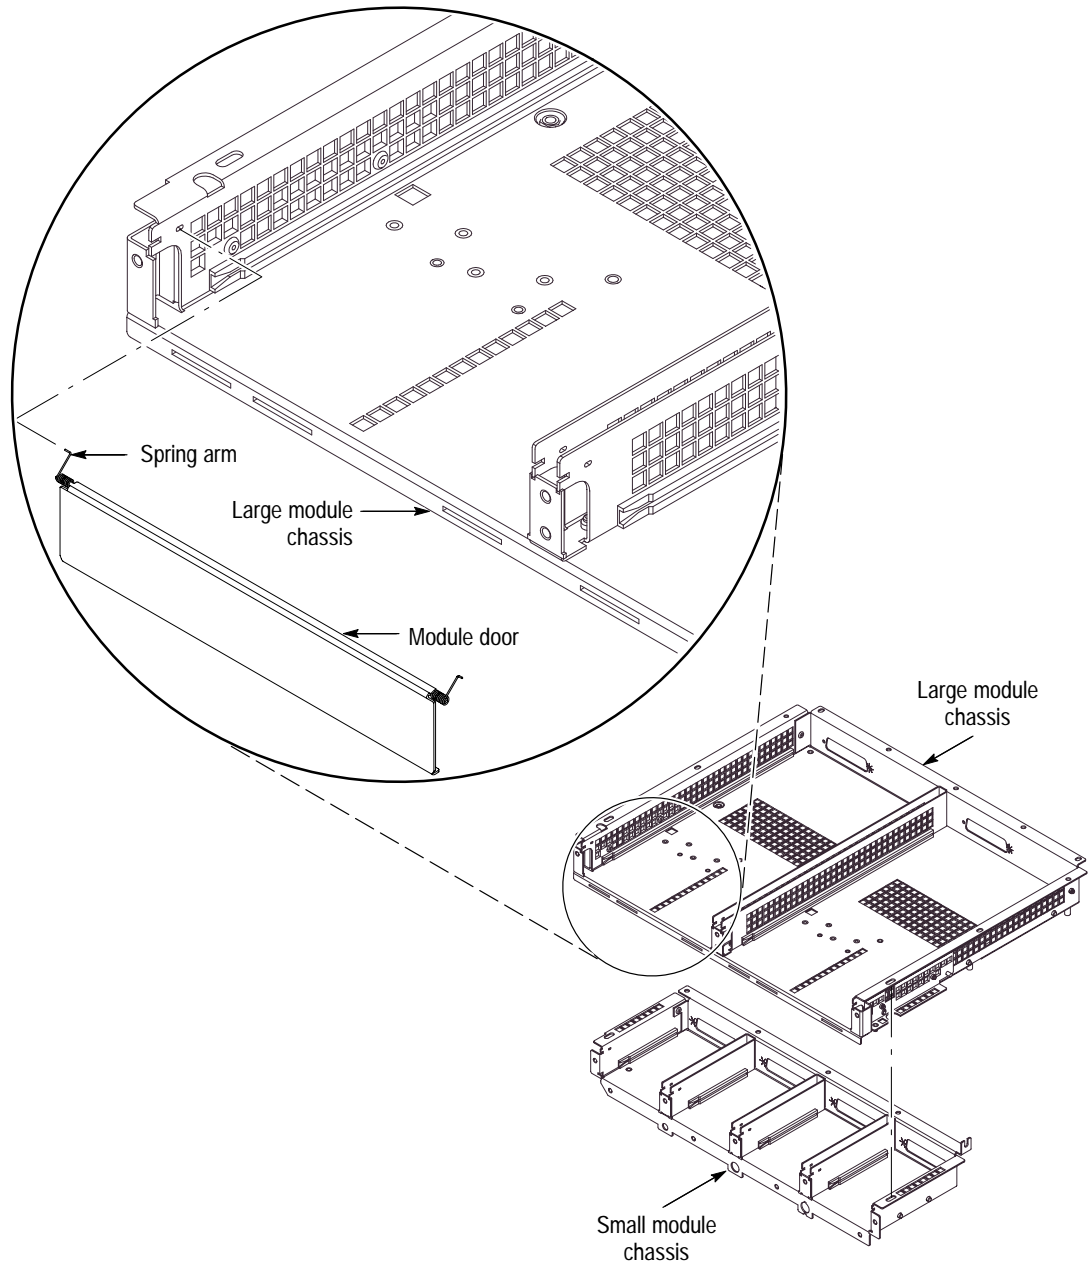 Spring arm
Large module
chassis
Module door
Large module
chassis
Small module
chassis